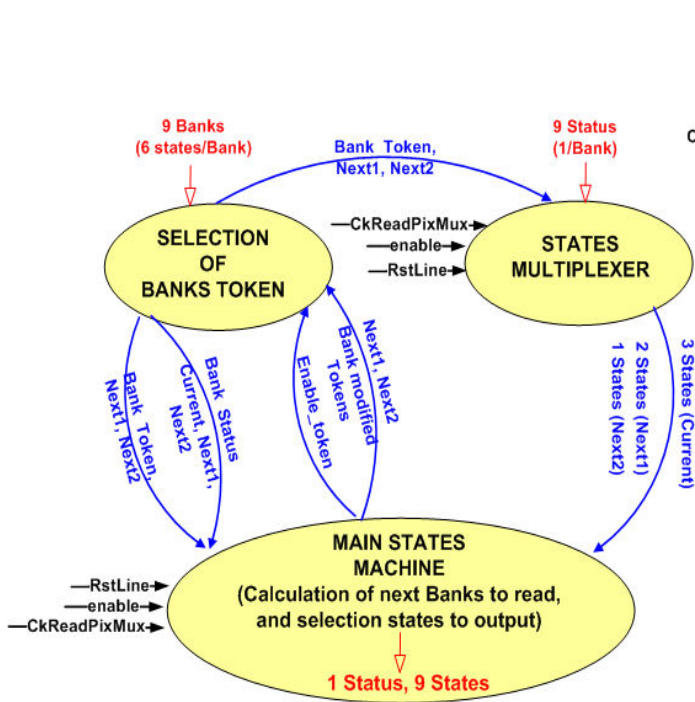 9 Banks
(6 states/Bank)
Bank Token,
Next1, Next2
9 Status
(1/Bank)
SELECTION
OF
BANKS TOKEN
CkReadPixMux
enable
RstLine
STATES
MULTIPLEXER
Bank Token,
Next1, Next2
Bank Status
Current, Next1,
Next2
Enable_token
Next1, Next2
Bank modified
Tokens
3 States (Current)
2 States (Next1)
1 States (Next2)
MAIN STATES
MACHINE
(Calculation of next Banks to read,
and selection states to output)
RstLine
enable
CkReadPixMux
1 Status, 9 States